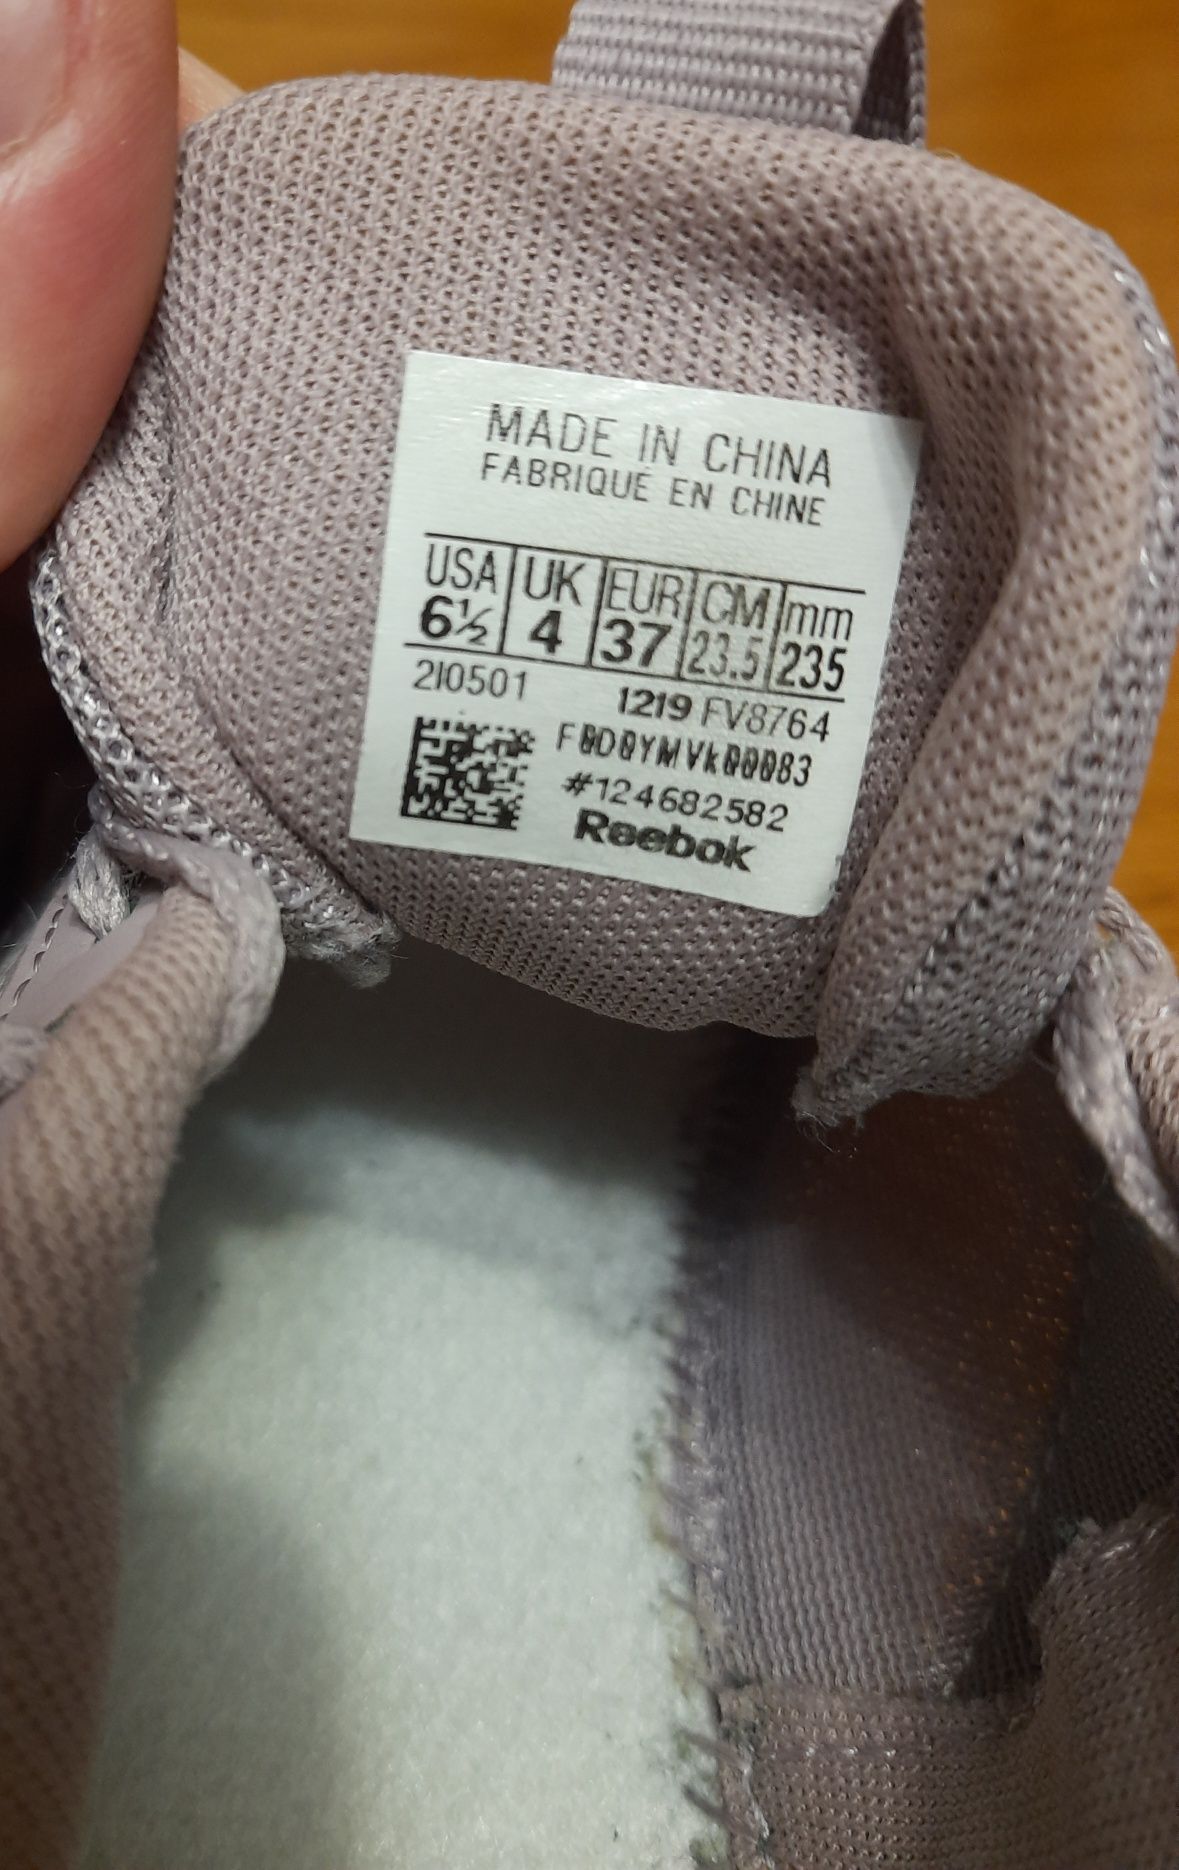 MADE IN CHINA
FABRIQUÉ EN CHINE
USA UK EUR CM mm
6½ 4 37 23.5 235
2I0501 1219 FV8764
#124682582
Reebok